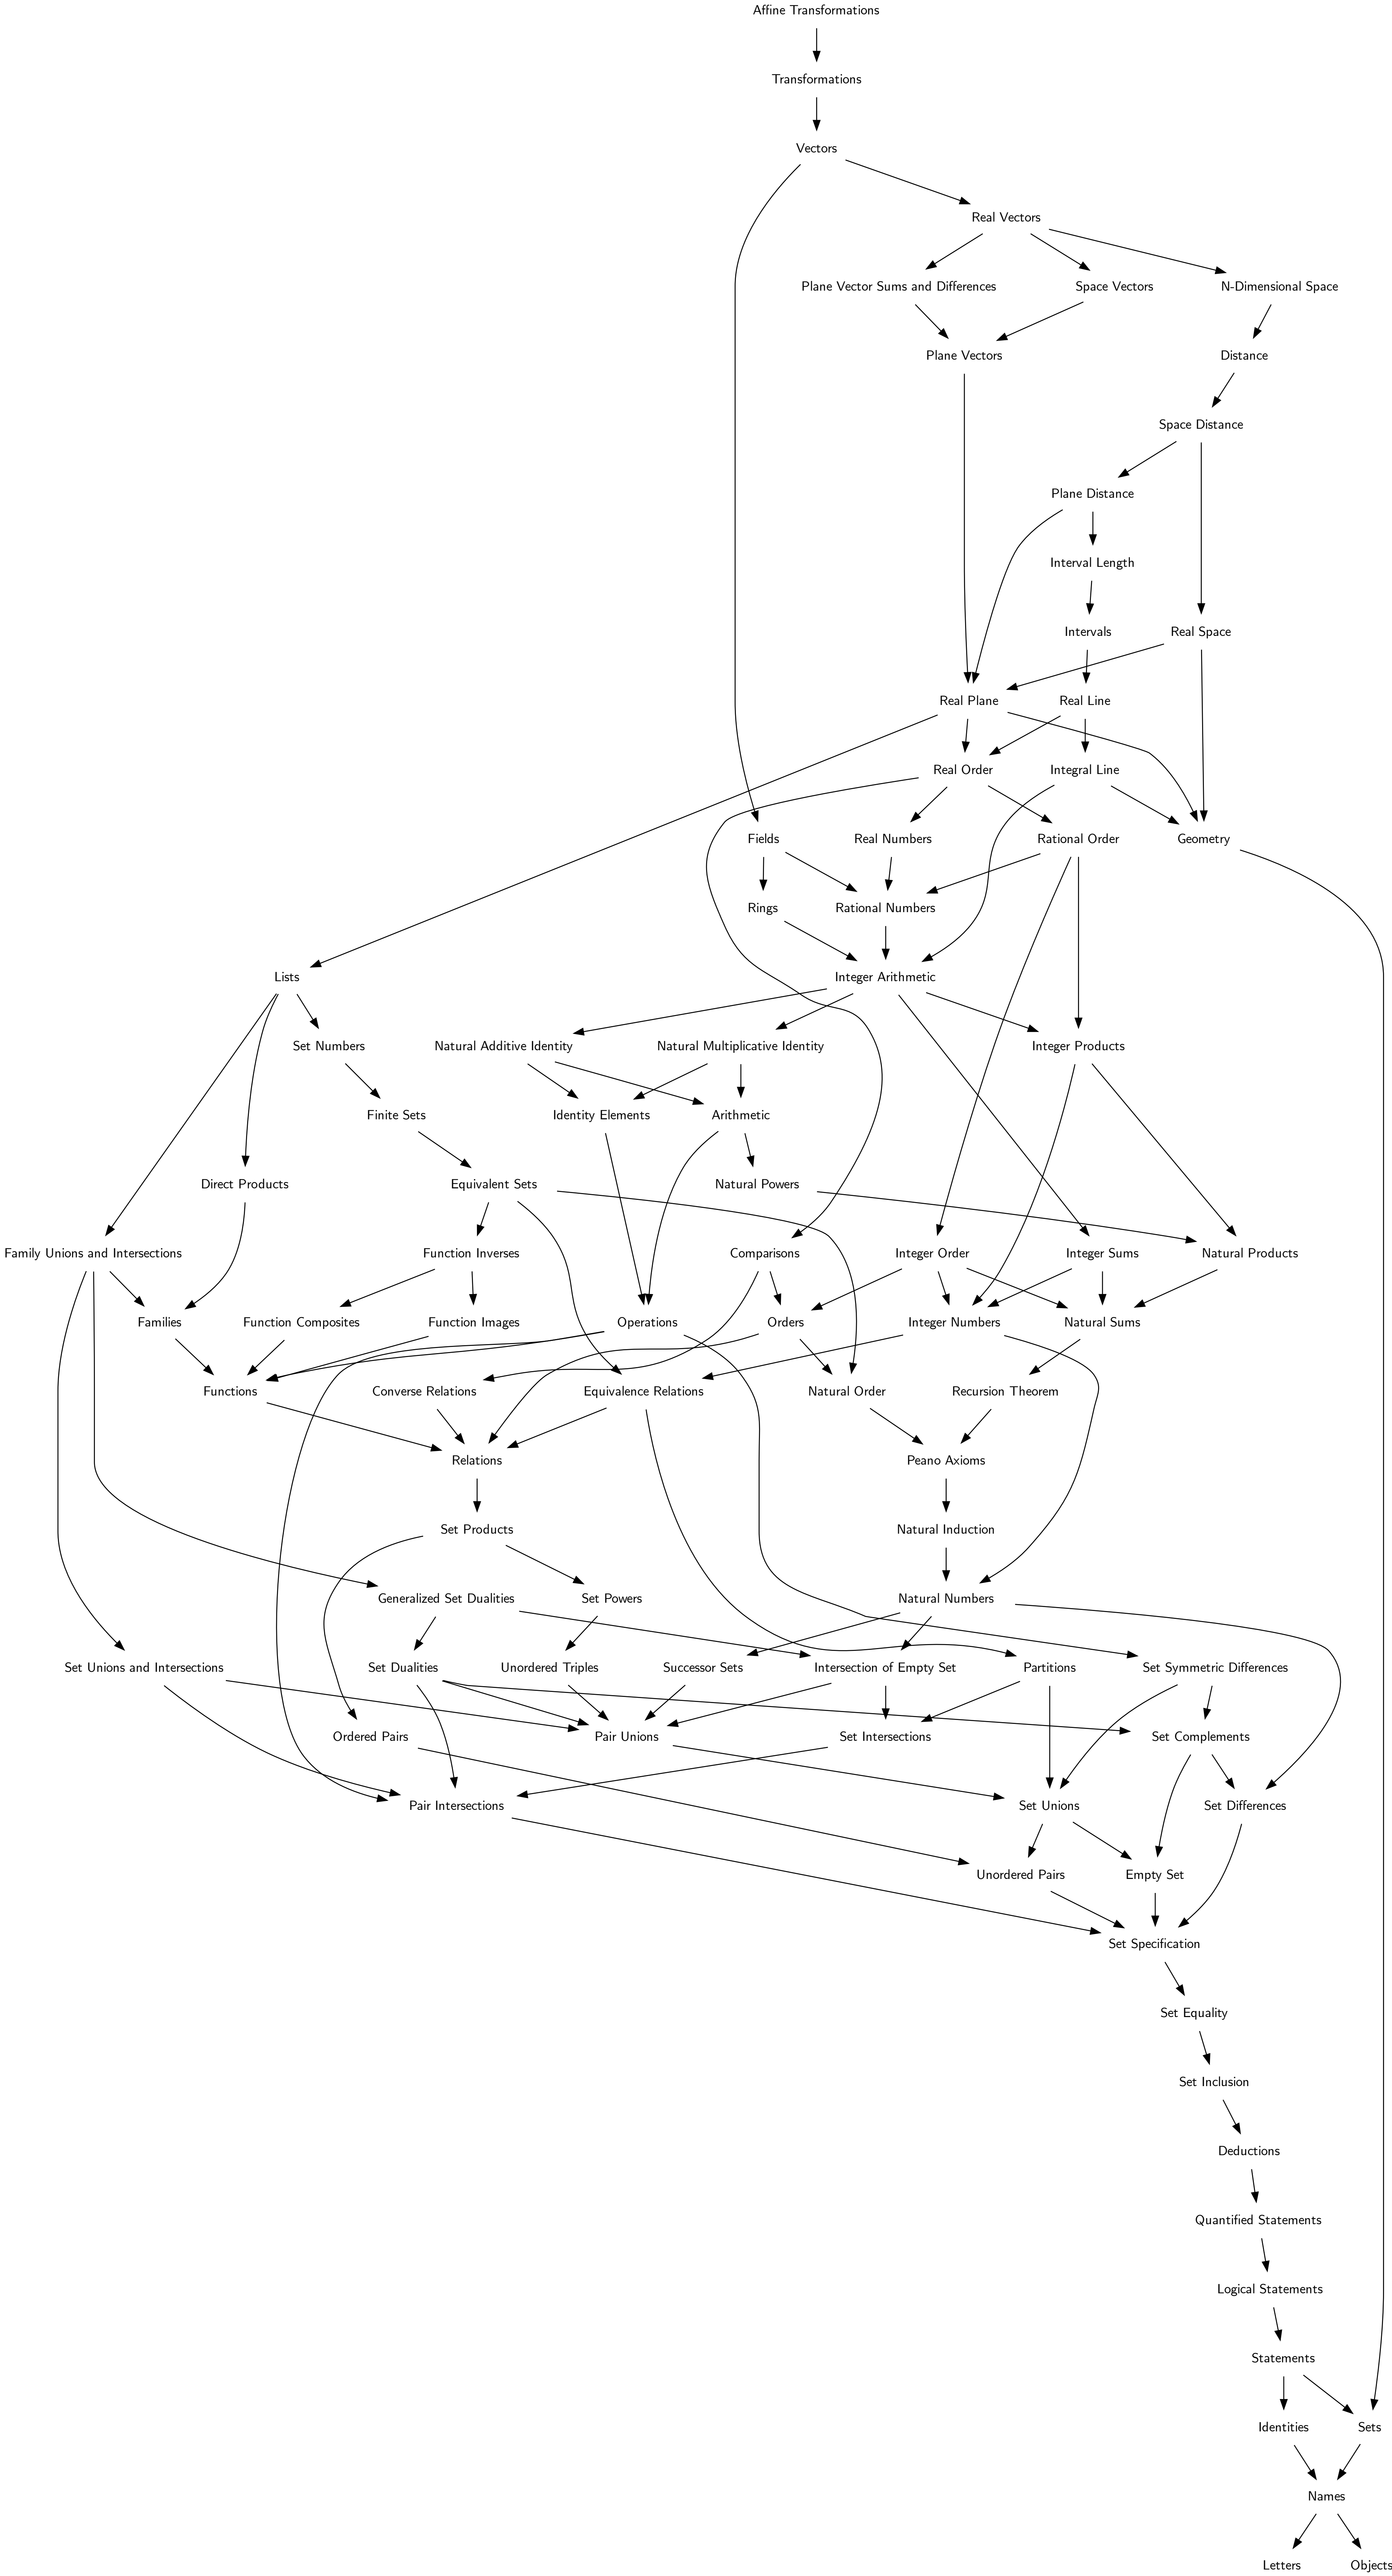 Affine Transformations
Transformations
Vectors
Real Vectors
Plane Vector Sums and Differences
Space Vectors
N-Dimensional Space
Plane Vectors
Distance
Space Distance
Plane Distance
Interval Length
Intervals
Real Space
Real Plane
Real Line
Real Order
Integral Line
Fields
Real Numbers
Rational Order
Geometry
Rings
Rational Numbers
Lists
Integer Arithmetic
Set Numbers
Natural Additive Identity
Natural Multiplicative Identity
Integer Products
Finite Sets
Identity Elements
Arithmetic
Direct Products
Equivalent Sets
Natural Powers
Family Unions and Intersections
Function Inverses
Comparisons
Integer Order
Integer Sums
Natural Products
Families
Function Composites
Function Images
Operations
Orders
Integer Numbers
Natural Sums
Functions
Converse Relations
Equivalence Relations
Natural Order
Recursion Theorem
Relations
Peano Axioms
Set Products
Natural Induction
Generalized Set Dualities
Set Powers
Natural Numbers
Set Unions and Intersections
Set Dualities
Unordered Triples
Successor Sets
Intersection of Empty Set
Partitions
Set Symmetric Differences
Ordered Pairs
Pair Unions
Set Intersections
Set Complements
Pair Intersections
Set Unions
Set Differences
Unordered Pairs
Empty Set
Set Specification
Set Equality
Set Inclusion
Deductions
Quantified Statements
Logical Statements
Statements
Identities
Sets
Names
Letters
Objects